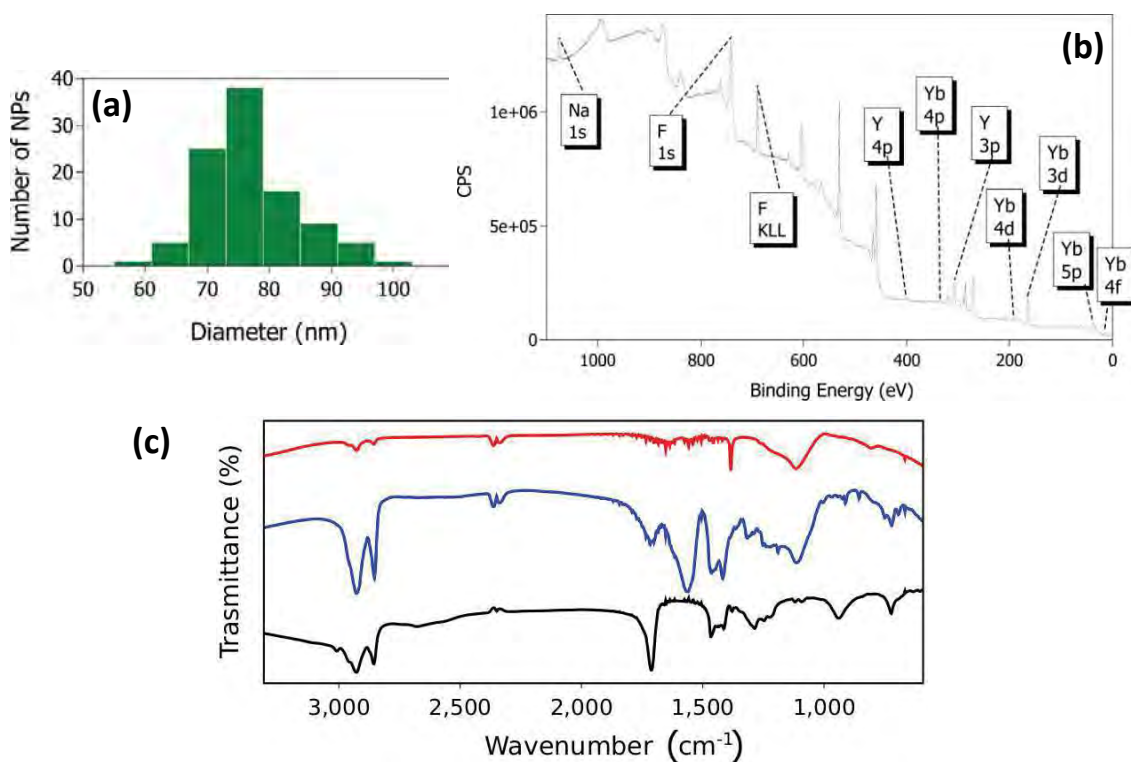 (a)
Number of NPs
40
30
20
10
0
50 60 70 80 90 100
Diameter (nm)
(b)
CPS
1e+06
5e+05
0
Na
1s
F
1s
F
KLL
Y
4p
Yb
4p
Y
3p
Yb
4d
Yb
3d
Yb
5p
Yb
4f
1000 800 600 400 200 0
Binding Energy (eV)
(c)
Trasmittance (%)
3,000 2,500 2,000 1,500 1,000
Wavenumber (cm⁻¹)